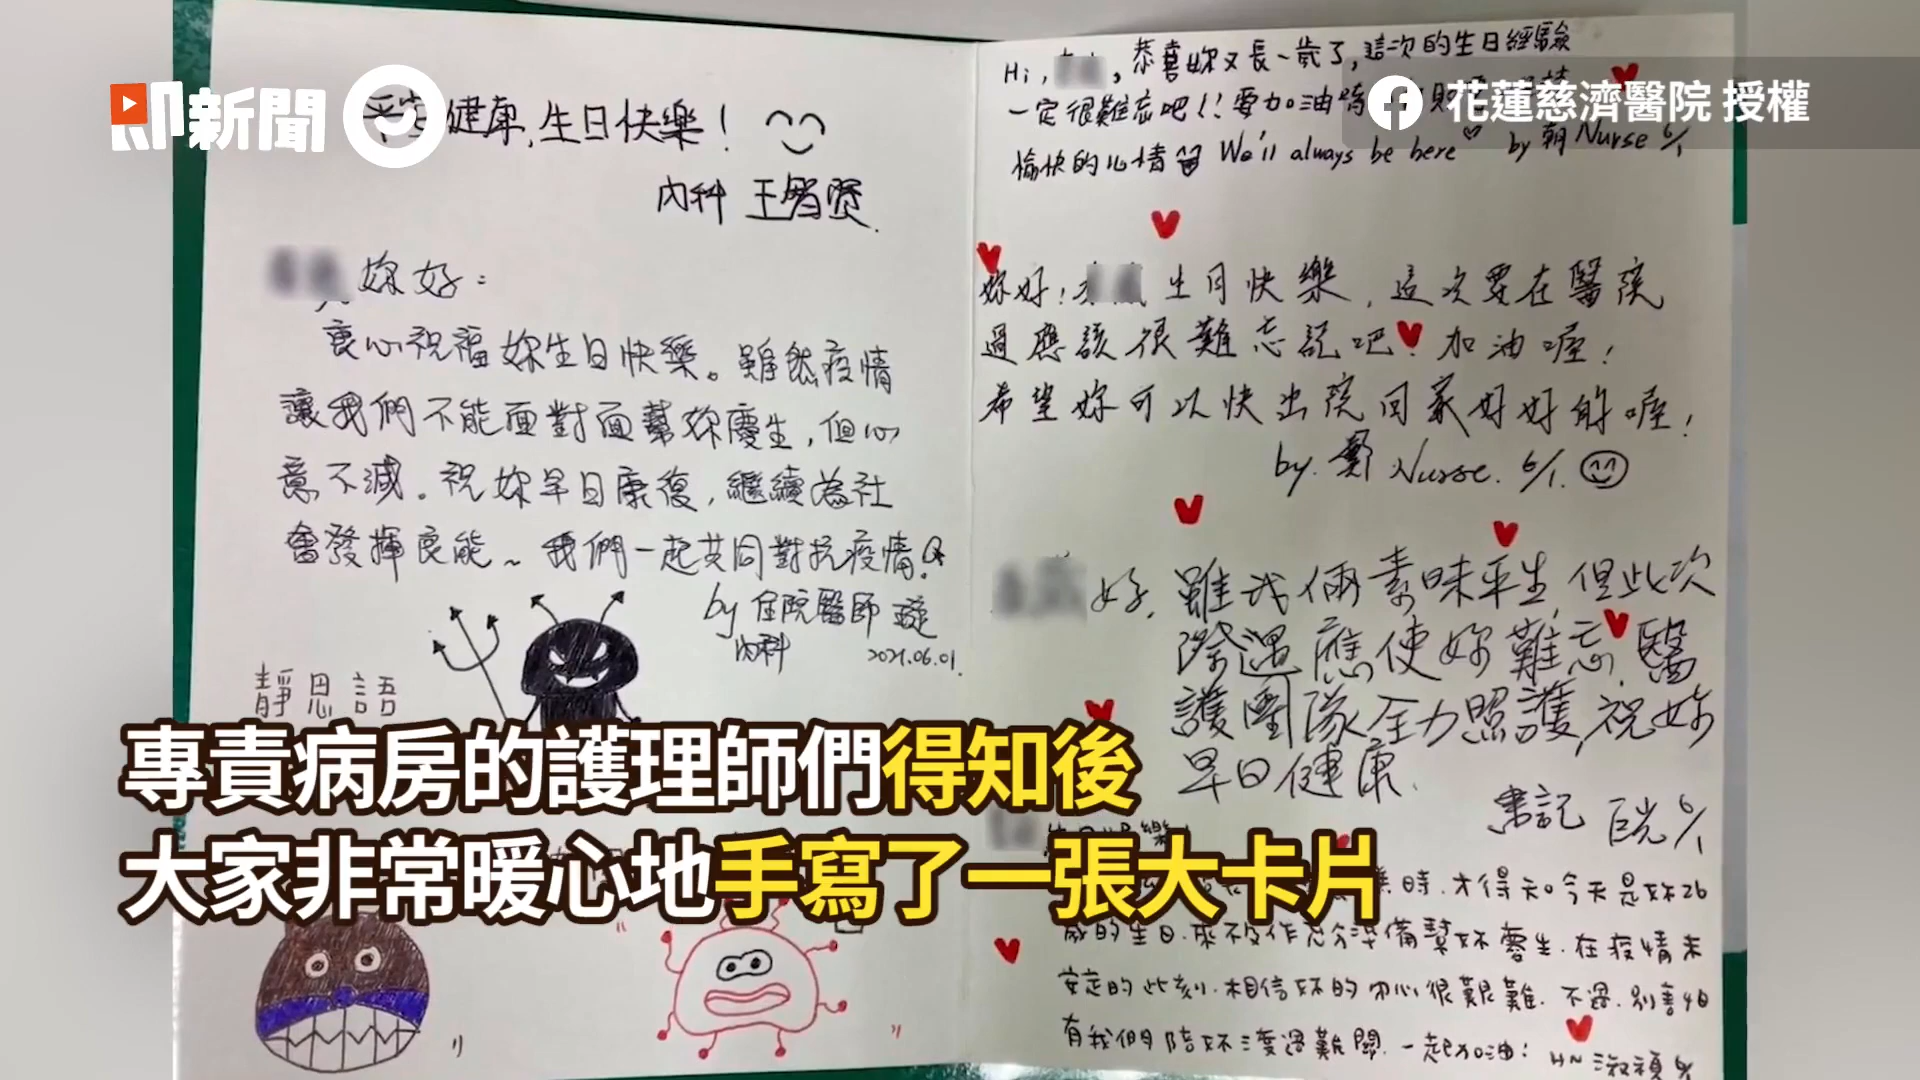 新聞
花蓮慈濟醫院 授權
健康,生日快樂!
內科 王智賢
妳好:
衷心祝福妳生日快樂。雖然疫情
讓我們不能面對面幫妳慶生,但心
意不減。祝妳早日康復,繼續為社
會發揮良能~我們一起共同對抗疫情!
by 住院醫師
內科 2021.06.01.
靜思語
Hi, , 恭喜妳又長一歲了,這次的生日經驗
一定很難忘吧!!要加油
愉快的心情 We'll always be here by 朝 Nurse 6/1
妳好! 生日快樂,這次要在醫院
過應該很難忘記吧!加油喔!
希望妳可以快出院回家好好的喔!
by. 鄭 Nurse. 6/1.
好,雖我倆素昧平生,但此次
際遇應使妳難忘,醫
護團隊全力照護,祝妳
早日健康.
書記 6/1
專責病房的護理師們得知後
大家非常暖心地手寫了一張大卡片
時.才得知今天是妳26
歲的生日.來不及作充分準備幫妳慶生.在疫情未
安定的此刻.相信妳的內心很艱難.不過.別害怕
有我們陪妳渡過難關.一起加油!